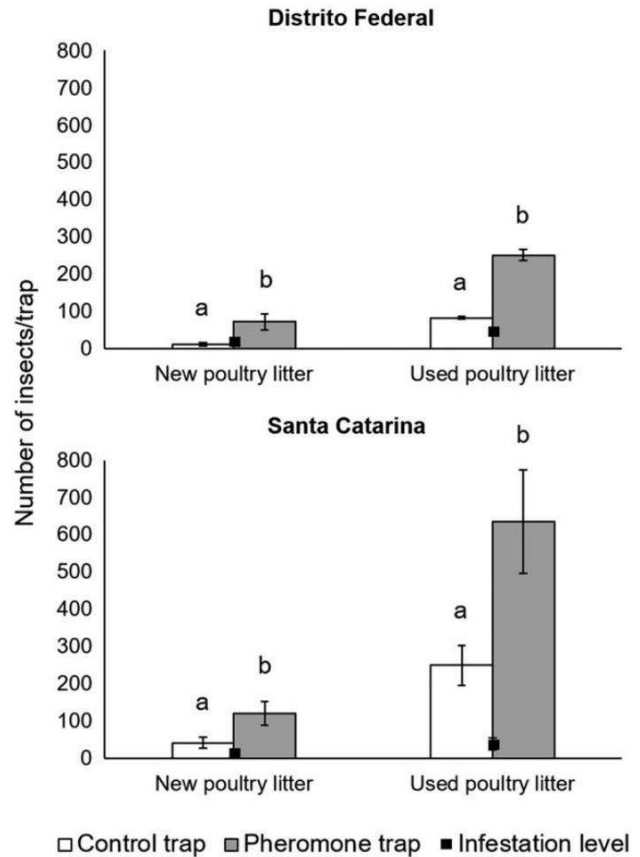 Distrito Federal
800
700
600
500
400
300
200
100
0
a
b
a
b
New poultry litter
Used poultry litter
Number of insects/trap
Santa Catarina
800
700
600
500
400
300
200
100
0
a
b
a
b
New poultry litter
Used poultry litter
Control trap
Pheromone trap
Infestation level